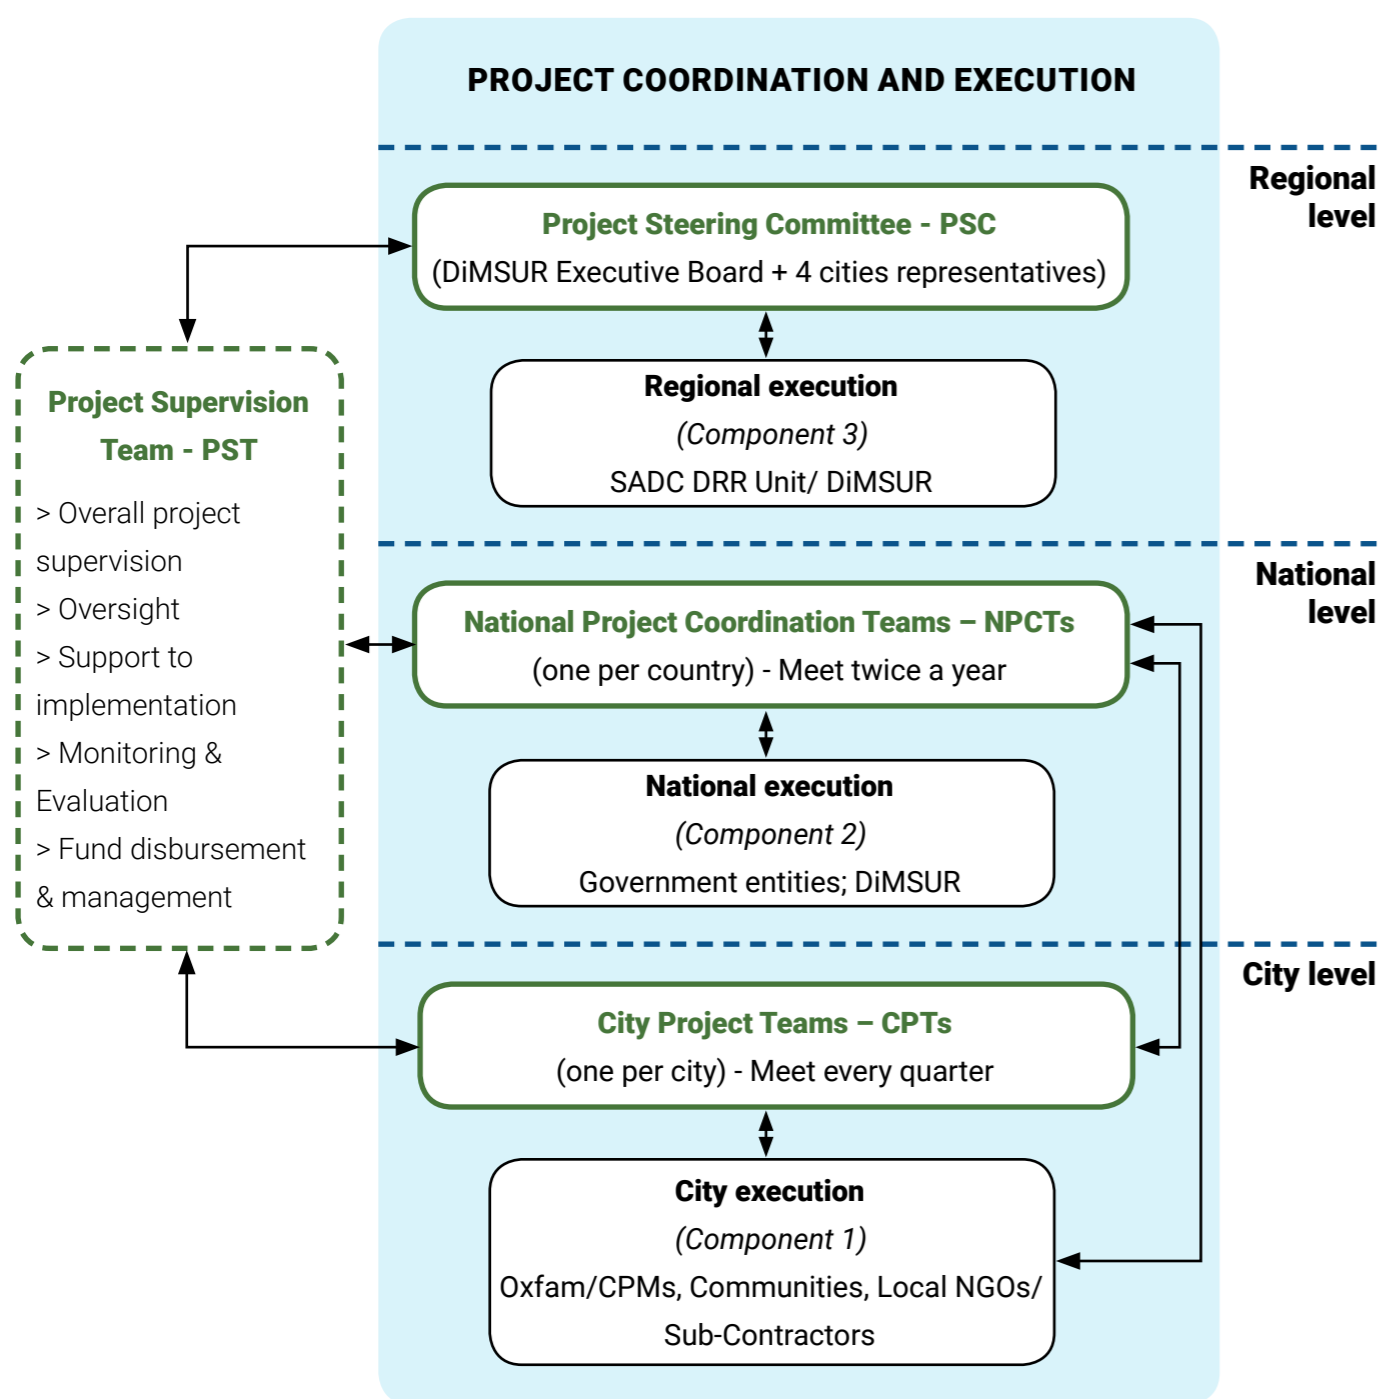 PROJECT COORDINATION AND EXECUTION
Regional
level
Project Steering Committee - PSC
(DiMSUR Executive Board + 4 cities representatives)
Regional execution
(Component 3)
SADC DRR Unit/ DiMSUR
Project Supervision
Team - PST
> Overall project
supervision
> Oversight
> Support to
implementation
> Monitoring &
Evaluation
> Fund disbursement
& management
National
level
National Project Coordination Teams – NPCTs
(one per country) - Meet twice a year
National execution
(Component 2)
Government entities; DiMSUR
City level
City Project Teams – CPTs
(one per city) - Meet every quarter
City execution
(Component 1)
Oxfam/CPMs, Communities, Local NGOs/
Sub-Contractors